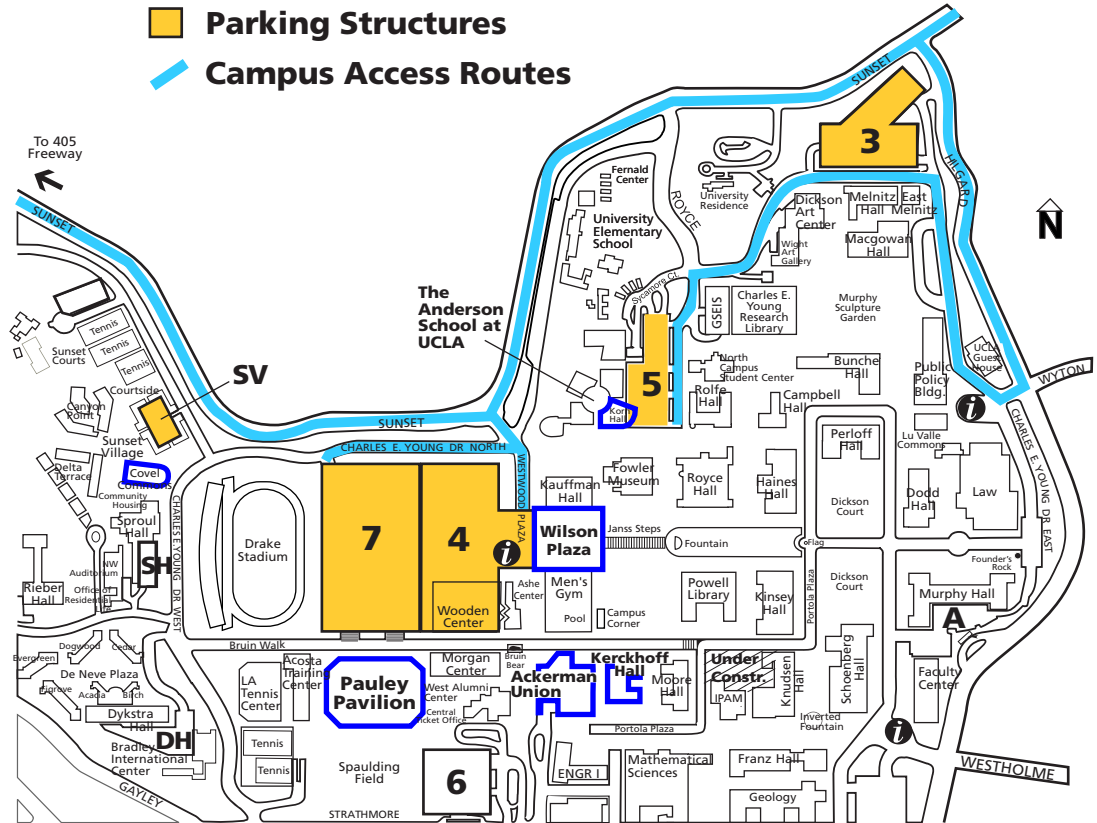 Parking Structures
Campus Access Routes
To 405
Freeway
SUNSET
SUNSET
HILGARD
3
N
Fernald
Center
ROYCE
University
Residence
Dickson
Art
Center
Melnitz
Hall
East
Melnitz
Macgowan
Hall
University
Elementary
School
Wight
Art
Gallery
Sycamore Ct.
The
Anderson
School at
UCLA
GSEIS
Charles E.
Young
Research
Library
Murphy
Sculpture
Garden
Tennis
Tennis
Tennis
Sunset
Courts
Courtside
SV
Canyon
Point
Sunset
Village
5
Korn
Hall
North
Campus
Student Center
Rolfe
Hall
Bunche
Hall
Campbell
Hall
Public
Policy
Bldg.
UCLA
Guest
House
WYTON
i
SUNSET
CHARLES E. YOUNG DR NORTH
WESTWOOD PLAZA
Perloff
Hall
Lu Valle
Commons
CHARLES E. YOUNG DR EAST
Delta
Terrace
Covel
Commons
Community
Housing
Sproul
Hall
CHARLES E YOUNG DR WEST
Kauffman
Hall
Fowler
Museum
Royce
Hall
Haines
Hall
Dickson
Court
Dodd
Hall
Law
Drake
Stadium
7
4
i
Wilson
Plaza
Janss Steps
Fountain
Flag
SH
NW
Auditorium
Office of
Residential
Rieber
Hall
Founder's
Rock
Wooden
Center
Ashe
Center
Men's
Gym
Pool
Campus
Corner
Powell
Library
Kinsey
Hall
Portola Plaza
Dickson
Court
Murphy Hall
A
Bruin Walk
Evergreen
Dogwood
Cedar
De Neve Plaza
Figrove
Acacia
Birch
Dykstra
Hall
DH
Bradley
International
Center
GAYLEY
LA
Tennis
Center
Acosta
Training
Center
Pauley
Pavilion
Morgan
Center
Bruin
Bear
West Alumni
Center
Central
Ticket Office
Ackerman
Union
Kerckhoff
Hall
Moore
Hall
Under
Constr.
IPAM
Knudsen
Hall
Schoenberg
Hall
Faculty
Center
Inverted
Fountain
i
Portola Plaza
Tennis
Tennis
Spaulding
Field
6
ENGR I
Mathematical
Sciences
Franz Hall
Geology
WESTHOLME
STRATHMORE